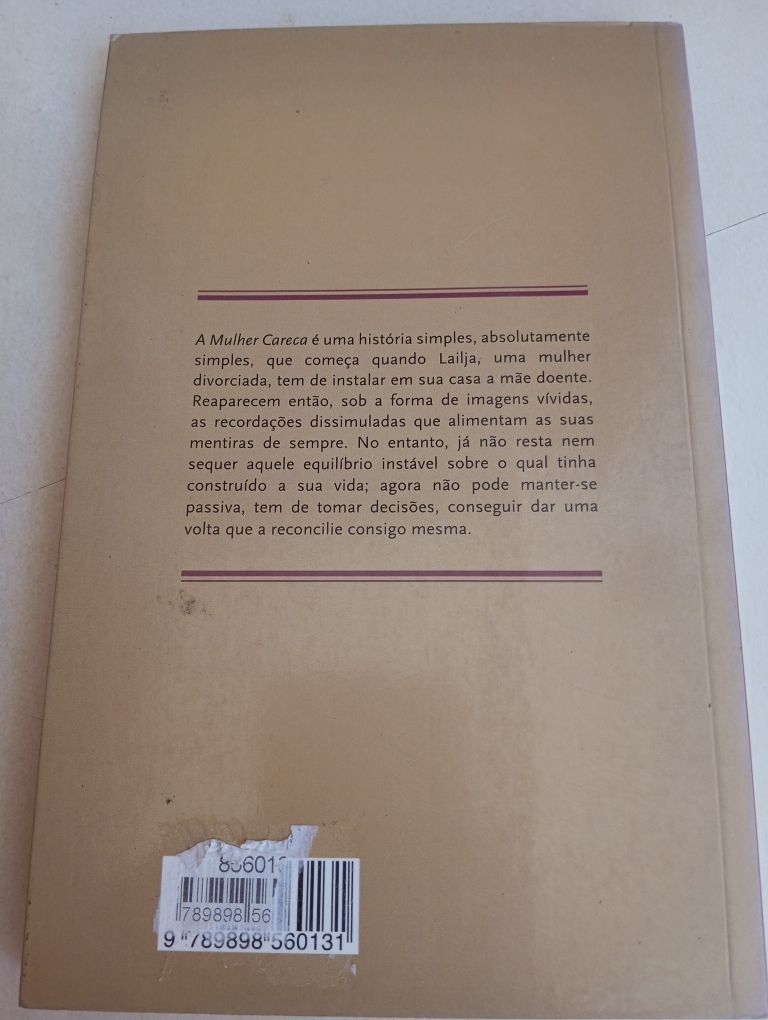 A Mulher Careca é uma história simples, absolutamente
simples, que começa quando Lailja, uma mulher
divorciada, tem de instalar em sua casa a mãe doente.
Reaparecem então, sob a forma de imagens vívidas,
as recordações dissimuladas que alimentam as suas
mentiras de sempre. No entanto, já não resta nem
sequer aquele equilíbrio instável sobre o qual tinha
construído a sua vida; agora não pode manter-se
passiva, tem de tomar decisões, conseguir dar uma
volta que a reconcilie consigo mesma.
789898 56
9 789898 560131